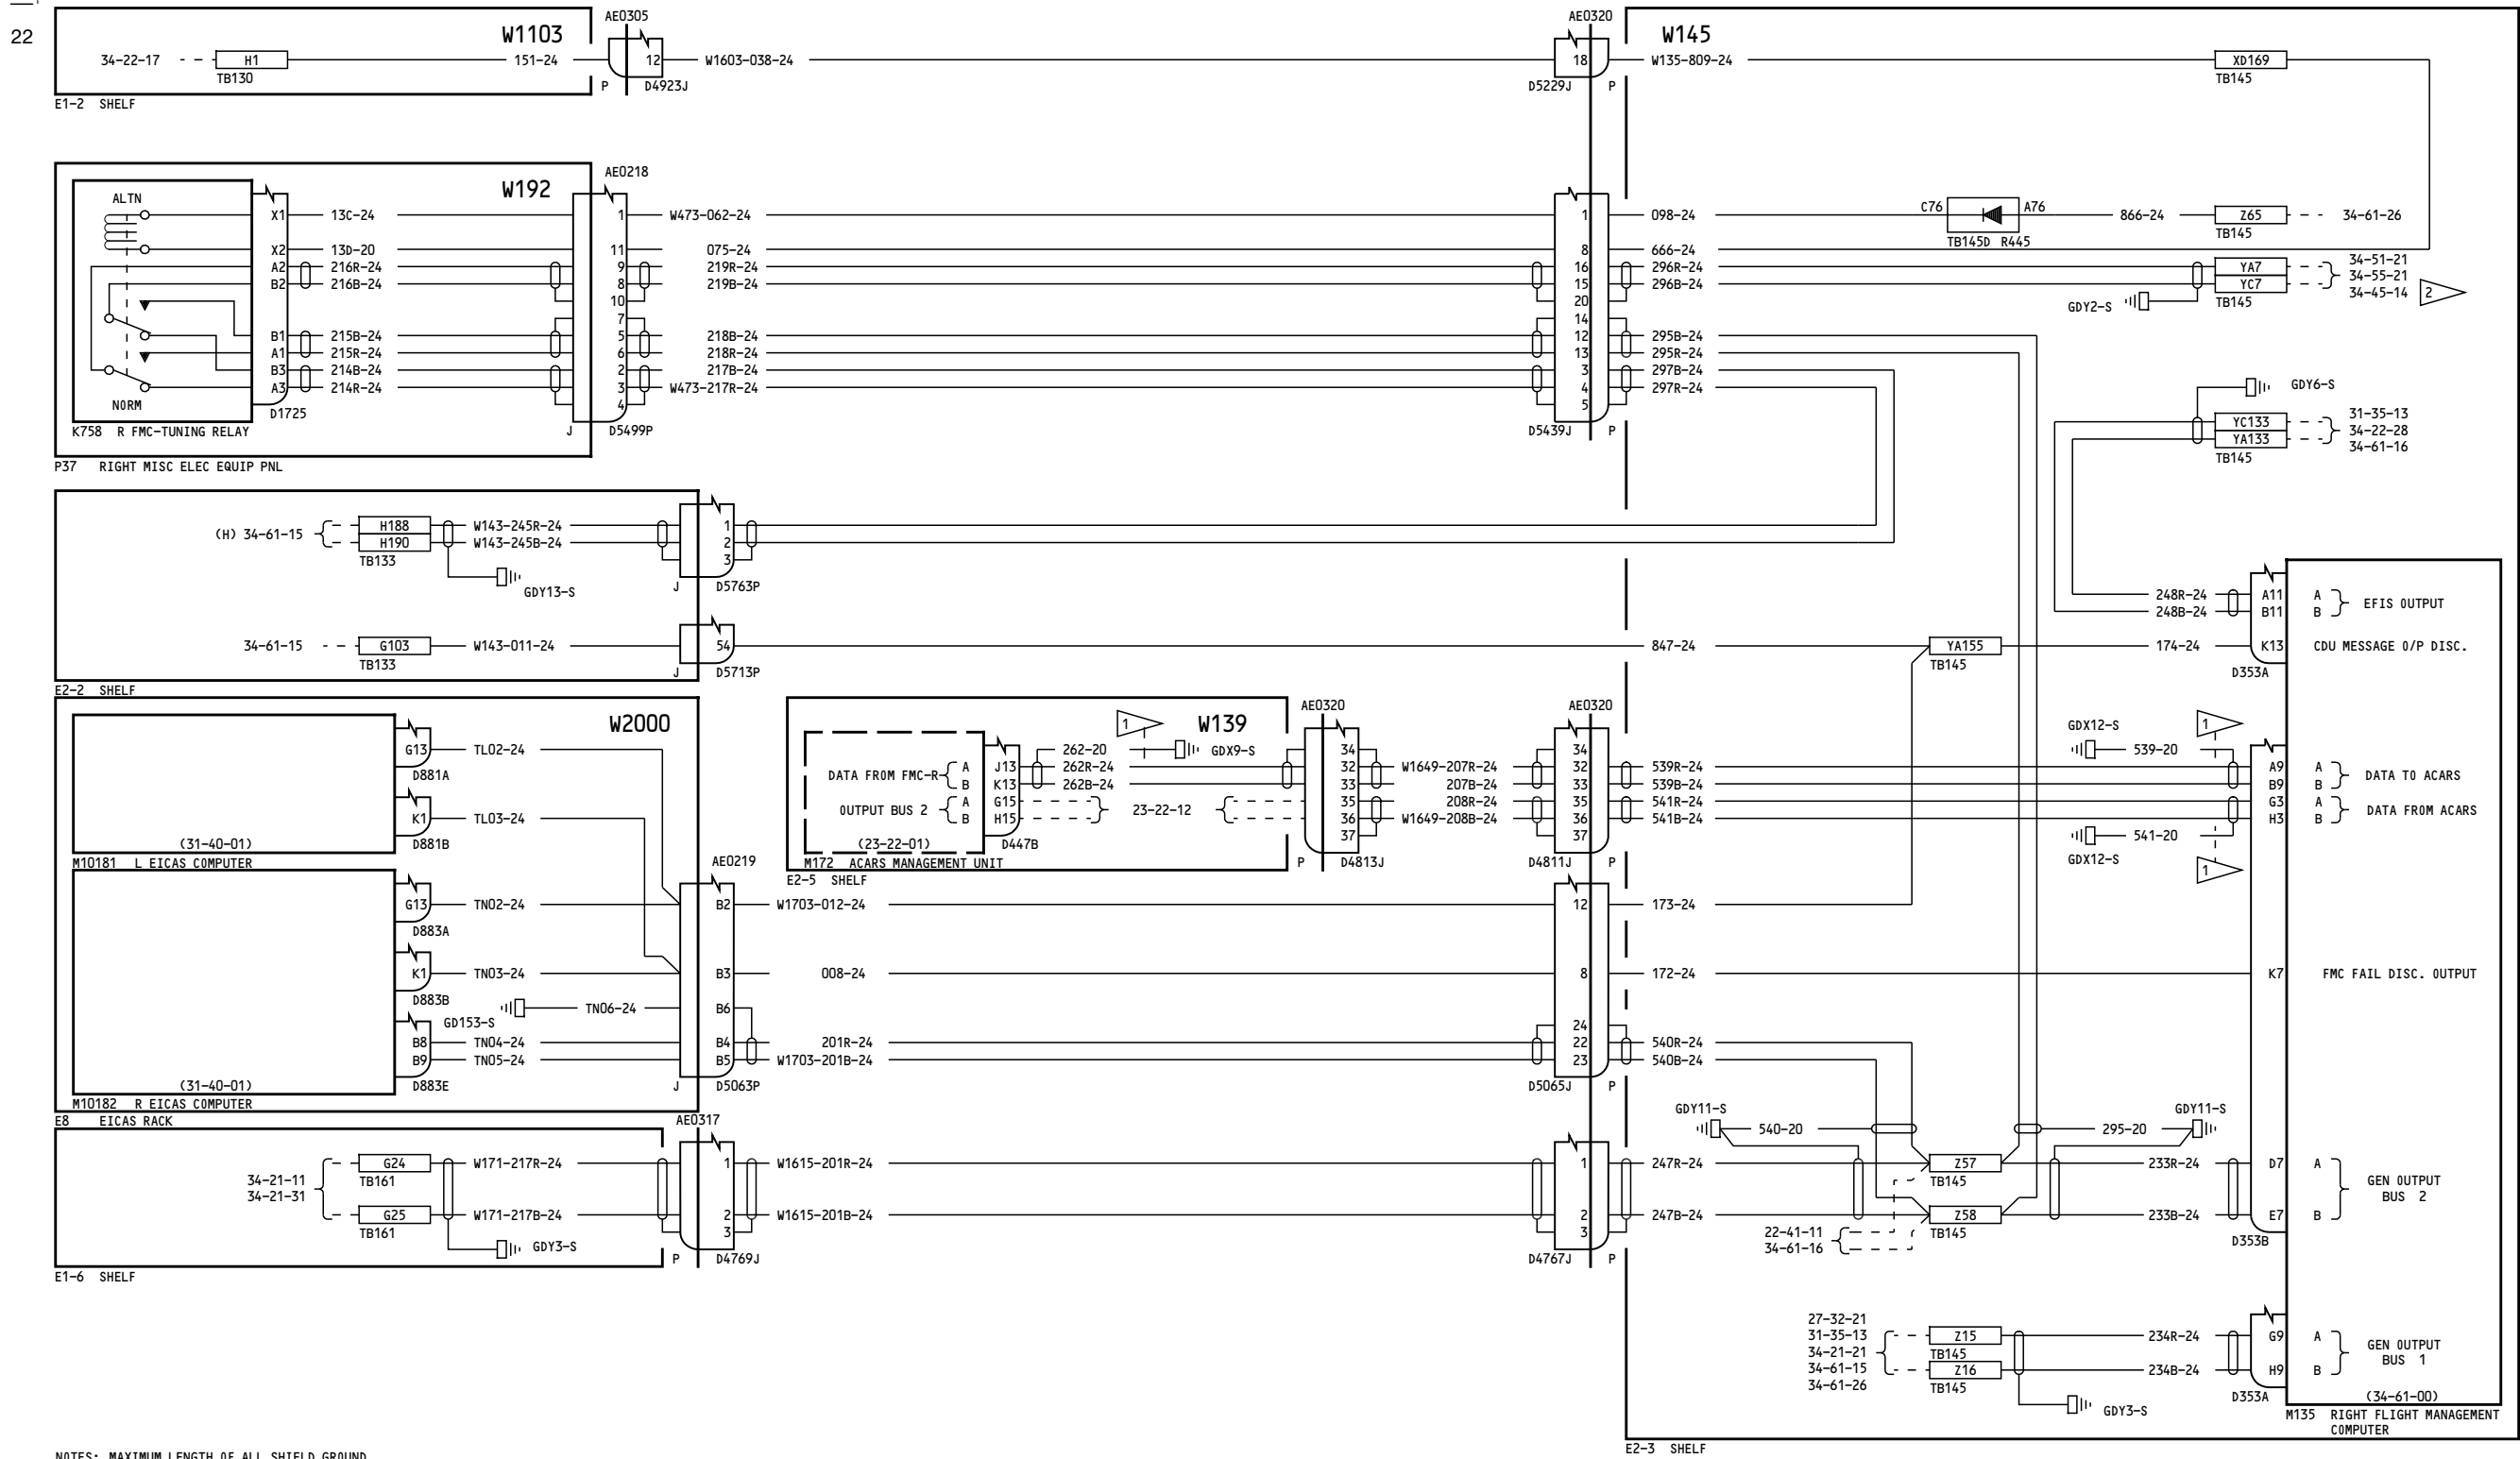 22
AE0305
AE0320
W1103
W145
34-22-17
H1
151-24
12
W1603-038-24
18
W135-809-24
XD169
TB130
P
D4923J
D5229J
P
TB145
E1-2 SHELF
AE0218
W192
ALTN
X1
13C-24
1
W473-062-24
1
098-24
C76
A76
866-24
Z65
34-61-26
TB145D R445
TB145
X2
13D-20
11
075-24
8
666-24
A2
216R-24
9
219R-24
16
296R-24
YA7
34-51-21
B2
216B-24
8
219B-24
15
296B-24
YC7
34-55-21
34-45-14
2
10
20
GDY2-S
TB145
7
14
B1
215B-24
5
218B-24
12
295B-24
A1
215R-24
6
218R-24
13
295R-24
B3
214B-24
2
217B-24
3
297B-24
A3
214R-24
3
W473-217R-24
4
297R-24
GDY6-S
NORM
D1725
4
5
K758 R FMC-TUNING RELAY
J
D5499P
D5439J
P
YC133
YA133
TB145
31-35-13
34-22-28
34-61-16
P37 RIGHT MISC ELEC EQUIP PNL
(H) 34-61-15
H188
W143-245R-24
1
H190
W143-245B-24
2
TB133
3
GDY13-S
J
D5763P
248R-24
A11
A
EFIS OUTPUT
248B-24
B11
B
34-61-15
G103
W143-011-24
54
847-24
YA155
174-24
K13
CDU MESSAGE O/P DISC.
TB133
J
D5713P
TB145
D353A
E2-2 SHELF
W2000
W139
AE0320
AE0320
1
G13
TL02-24
D881A
262-20
GDX9-S
34
34
GDX12-S
539-20
1
DATA FROM FMC-R
A
J13
262R-24
32
W1649-207R-24
32
539R-24
A9
A
DATA TO ACARS
B
K13
262B-24
33
207B-24
33
539B-24
B9
B
OUTPUT BUS 2
A
G15
23-22-12
35
208R-24
35
541R-24
G3
A
DATA FROM ACARS
B
H15
36
W1649-208B-24
36
541B-24
H3
B
K1
TL03-24
37
37
GDX12-S
541-20
1
(31-40-01)
D881B
(23-22-01)
D447B
M10181 L EICAS COMPUTER
AE0219
M172 ACARS MANAGEMENT UNIT
P
D4813J
D4811J
P
E2-5 SHELF
G13
TN02-24
B2
W1703-012-24
12
173-24
D883A
K1
TN03-24
B3
008-24
8
172-24
K7
FMC FAIL DISC. OUTPUT
D883B
GD153-S
TN06-24
B6
24
B8
TN04-24
B4
201R-24
22
540R-24
B9
TN05-24
B5
W1703-201B-24
23
540B-24
(31-40-01)
D883E
J
D5063P
D5065J
P
M10182 R EICAS COMPUTER
E8 EICAS RACK
AE0317
GDY11-S
540-20
295-20
GDY11-S
34-21-11
34-21-31
G24
W171-217R-24
1
W1615-201R-24
1
247R-24
Z57
233R-24
D7
A
GEN OUTPUT
BUS 2
TB161
TB145
G25
W171-217B-24
2
W1615-201B-24
2
247B-24
Z58
233B-24
E7
B
TB161
3
3
TB145
22-41-11
34-61-16
D353B
GDY3-S
P
D4769J
D4767J
P
E1-6 SHELF
27-32-21
31-35-13
34-21-21
34-61-15
34-61-26
Z15
234R-24
G9
A
GEN OUTPUT
BUS 1
TB145
Z16
234B-24
H9
B
TB145
GDY3-S
D353A
(34-61-00)
M135 RIGHT FLIGHT MANAGEMENT
COMPUTER
E2-3 SHELF
NOTES: MAXIMUM LENGTH OF ALL SHIELD GROUND